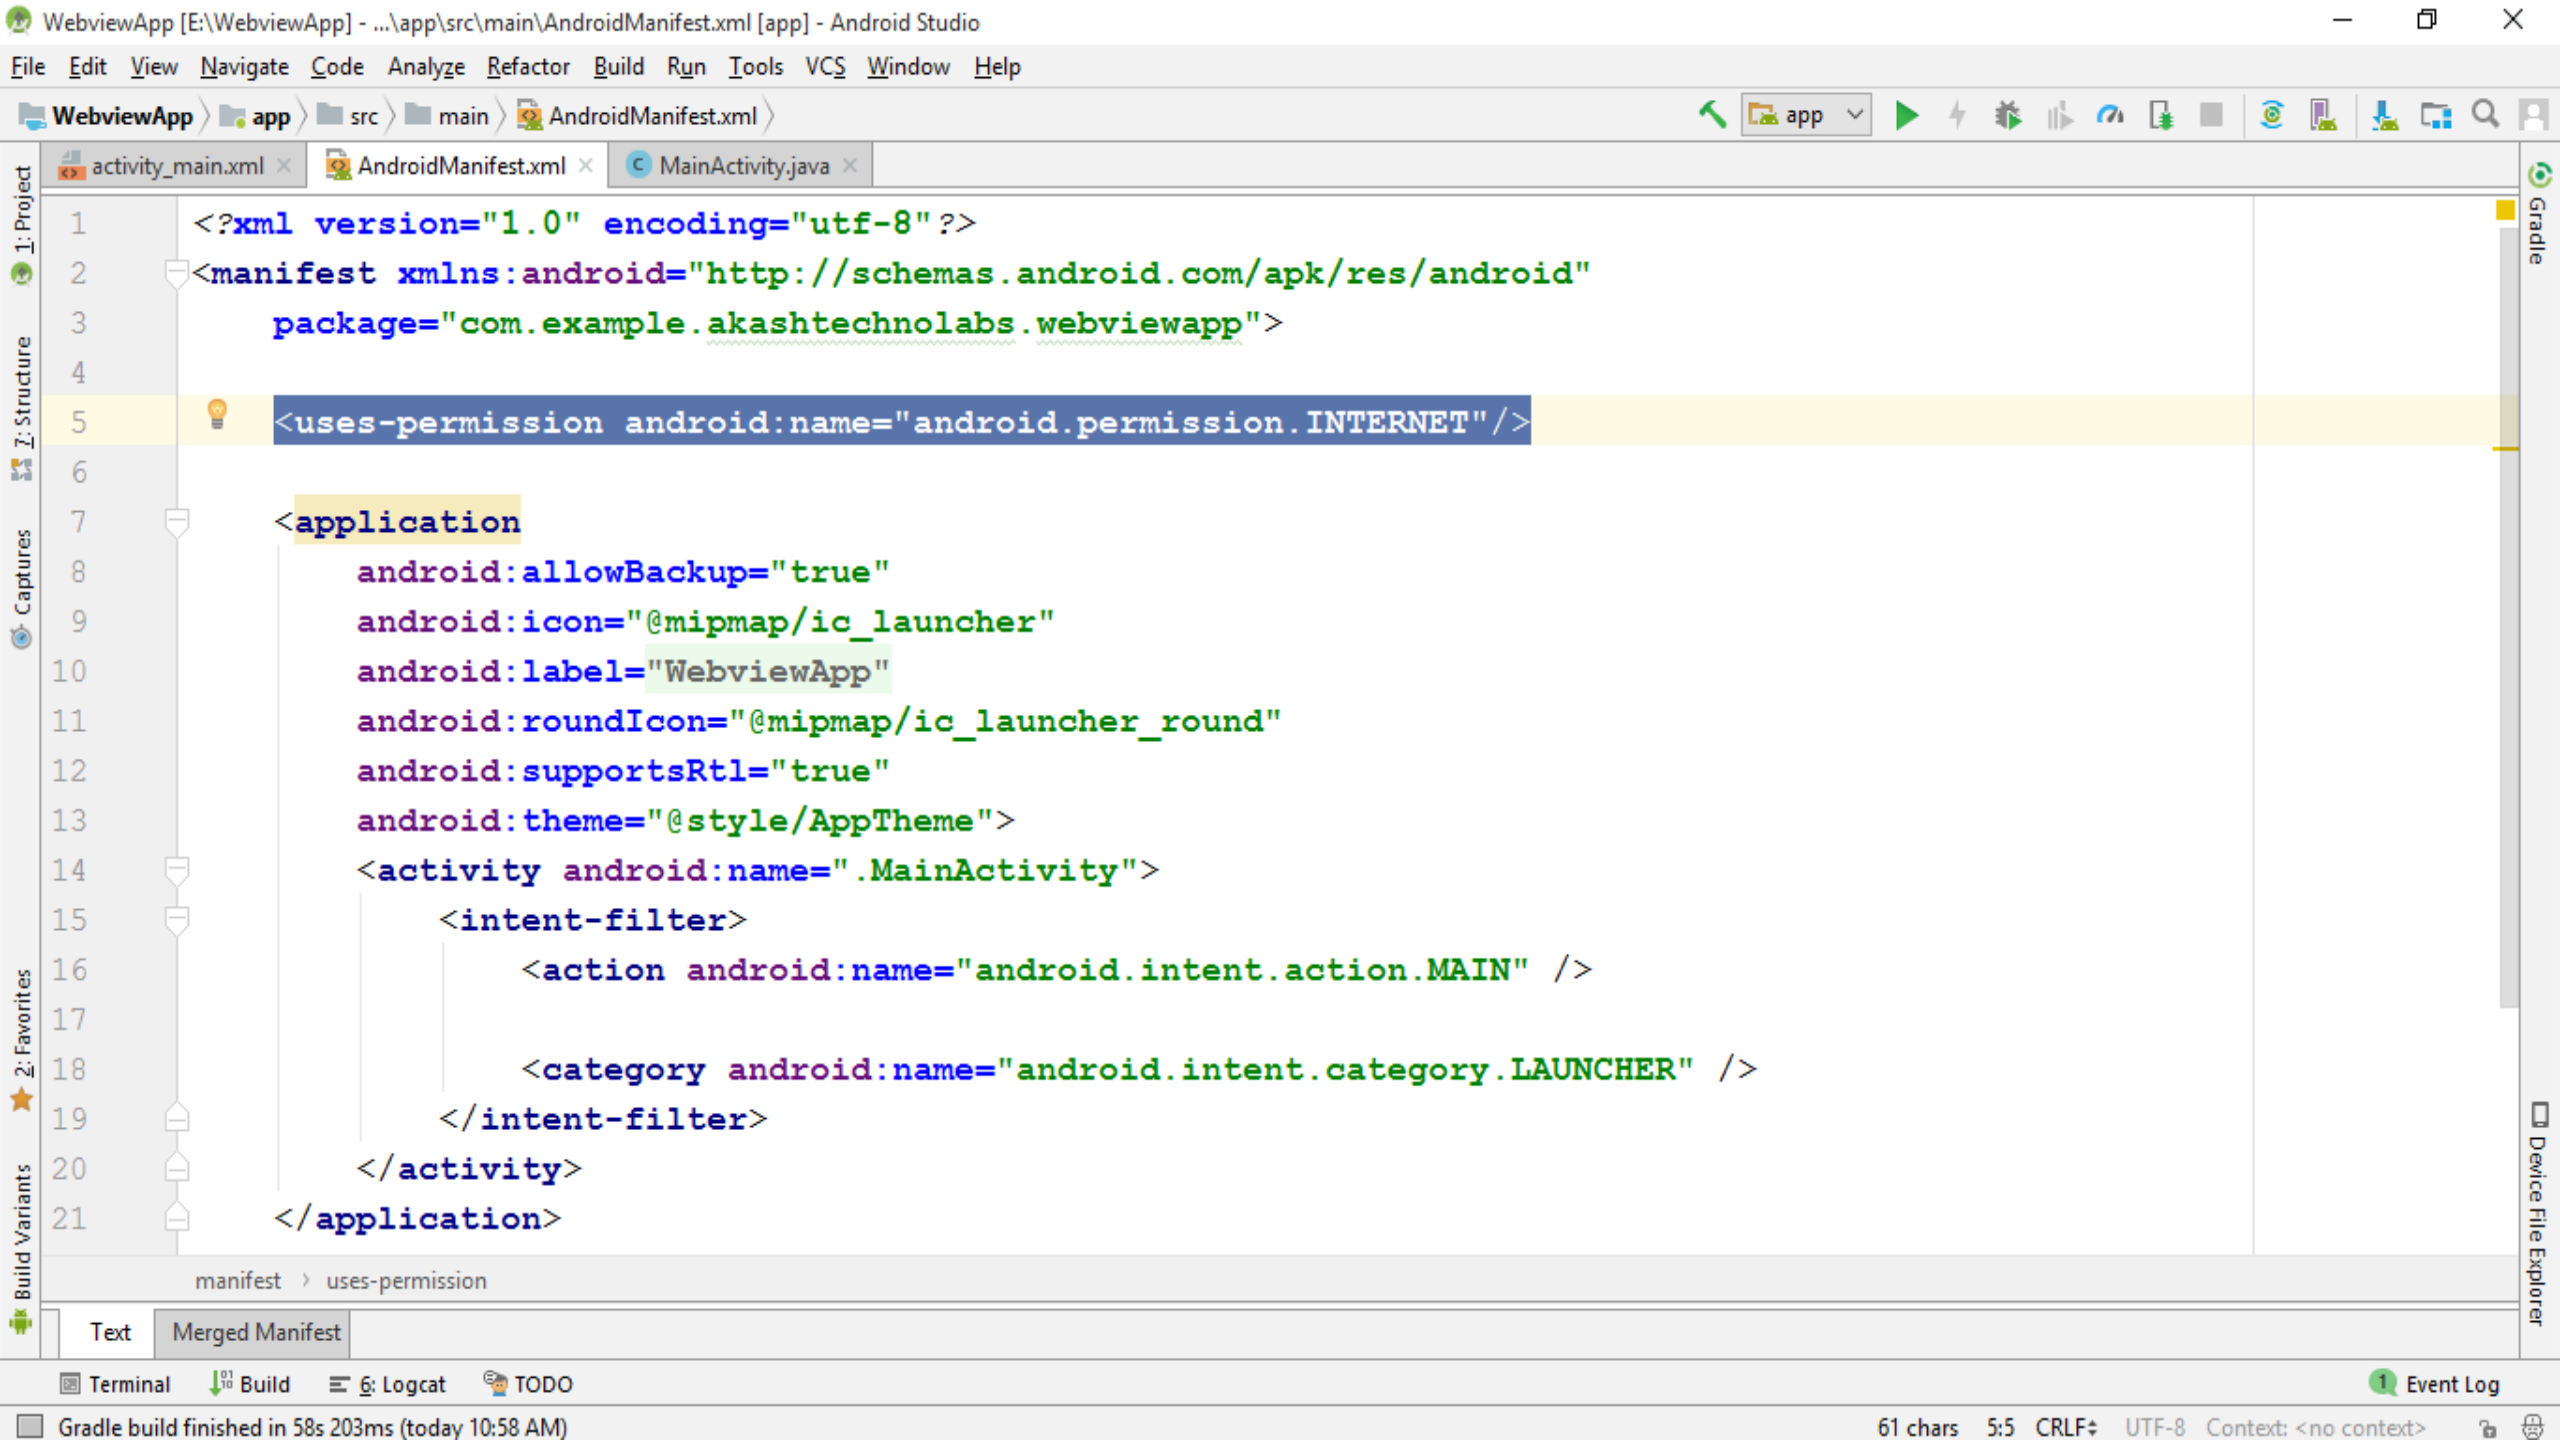 WebviewApp [E:\WebviewApp] - ...\app\src\main\AndroidManifest.xml [app] - Android Studio
File Edit View Navigate Code Analyze Refactor Build Run Tools VCS Window Help
WebviewApp app src main AndroidManifest.xml app
activity_main.xml AndroidManifest.xml MainActivity.java
1: Project
7: Structure
Captures
2: Favorites
Build Variants
1 <?xml version="1.0" encoding="utf-8"?>
2 <manifest xmlns:android="http://schemas.android.com/apk/res/android"
3     package="com.example.akashtechnolabs.webviewapp">
4
5     <uses-permission android:name="android.permission.INTERNET"/>
6
7     <application
8         android:allowBackup="true"
9         android:icon="@mipmap/ic_launcher"
10         android:label="WebviewApp"
11         android:roundIcon="@mipmap/ic_launcher_round"
12         android:supportsRtl="true"
13         android:theme="@style/AppTheme">
14         <activity android:name=".MainActivity">
15             <intent-filter>
16                 <action android:name="android.intent.action.MAIN" />
17
18                 <category android:name="android.intent.category.LAUNCHER" />
19             </intent-filter>
20         </activity>
21     </application>
Gradle
Device File Explorer
manifest › uses-permission
Text Merged Manifest
Terminal Build 6: Logcat TODO 1 Event Log
Gradle build finished in 58s 203ms (today 10:58 AM) 61 chars 5:5 CRLF UTF-8 Context: <no context>